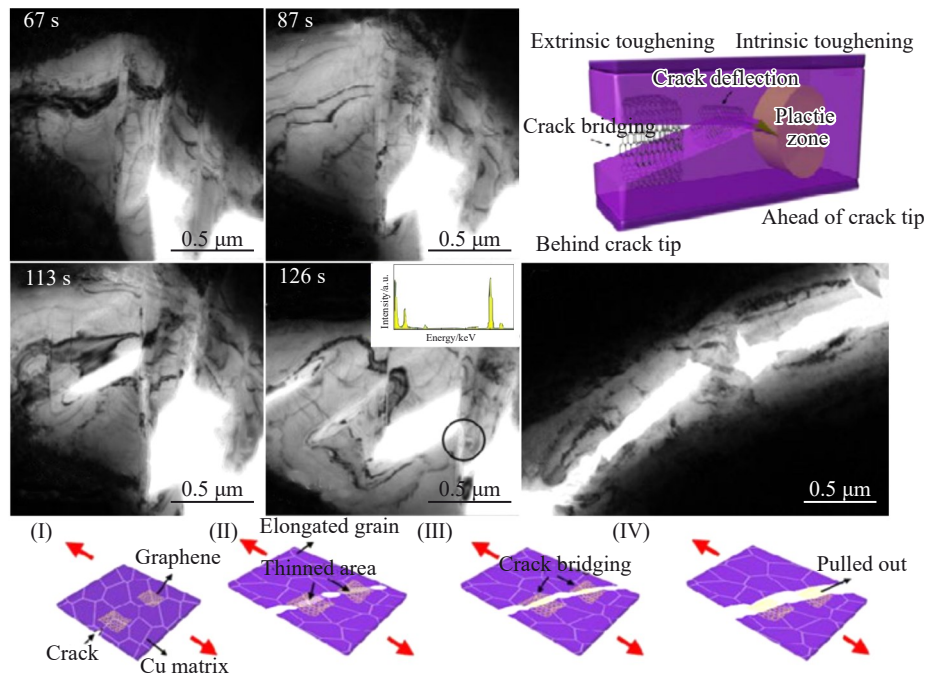 67 s
87 s
Extrinsic toughening
Intrinsic toughening
Crack deflection
Plactie
zone
Crack bridging
0.5 μm
0.5 μm
Ahead of crack tip
Behind crack tip
113 s
126 s
Intensity/a.u.
Energy/keV
0.5 μm
0.5 μm
0.5 μm
(I)
(II)
Elongated grain
(III)
(IV)
Graphene
Thinned area
Crack bridging
Pulled out
Crack
Cu matrix